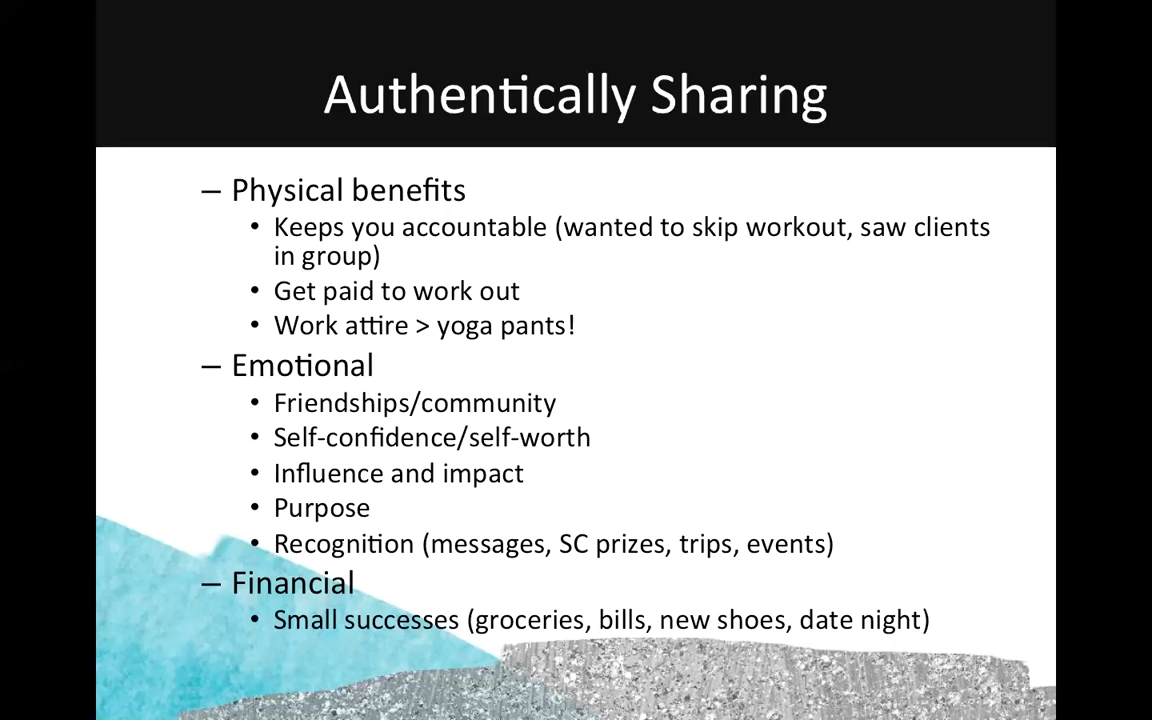 Authentically Sharing
– Physical benefits
• Keeps you accountable (wanted to skip workout, saw clients
in group)
• Get paid to work out
• Work attire > yoga pants!
– Emotional
• Friendships/community
• Self-confidence/self-worth
• Influence and impact
• Purpose
• Recognition (messages, SC prizes, trips, events)
– Financial
• Small successes (groceries, bills, new shoes, date night)